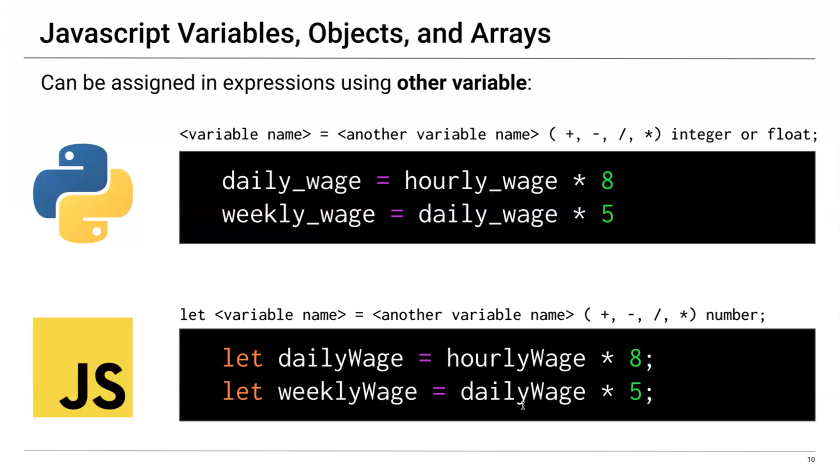 Javascript Variables, Objects, and Arrays
Can be assigned in expressions using other variable:
<variable name> = <another variable name> ( +, -, /, *) integer or float;
daily_wage = hourly_wage * 8
weekly_wage = daily_wage * 5
let <variable name> = <another variable name> ( +, -, /, *) number;
JS
let dailyWage = hourlyWage * 8;
let weeklyWage = dailyWage * 5;
10